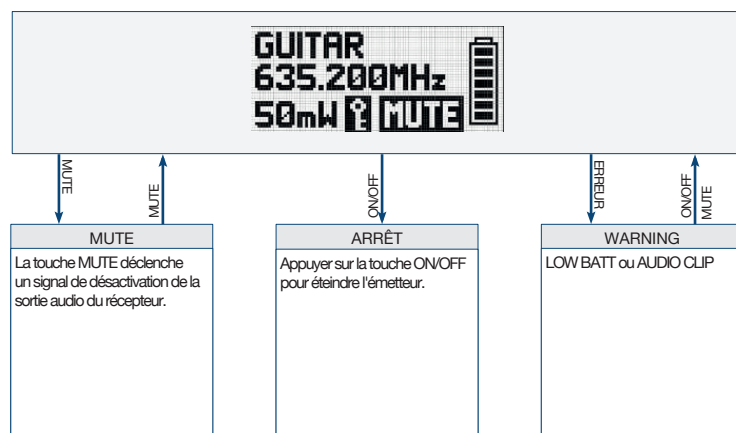 GUITAR
635.200MHz
50mW MUTE
MUTE
MUTE
ON/OFF
ERREUR
ON/OFF
MUTE
MUTE
La touche MUTE déclenche
un signal de désactivation de la
sortie audio du récepteur.
ARRÊT
Appuyer sur la touche ON/OFF
pour éteindre l'émetteur.
WARNING
LOW BATT ou AUDIO CLIP